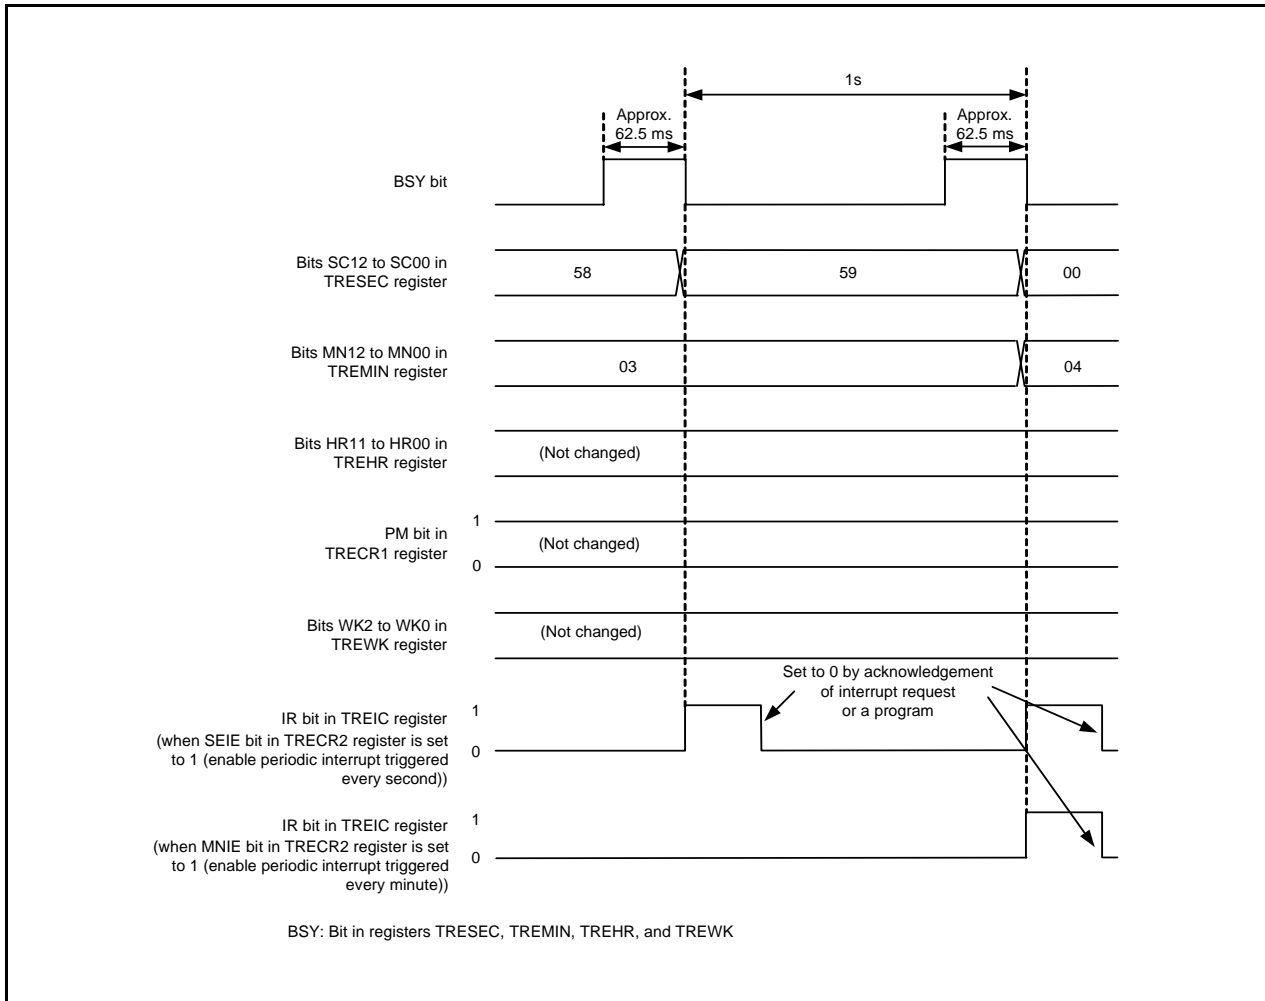 1s
Approx.
62.5 ms
Approx.
62.5 ms
BSY bit
Bits SC12 to SC00 in
TRESEC register
58
59
00
Bits MN12 to MN00 in
TREMIN register
03
04
Bits HR11 to HR00 in
TREHR register
(Not changed)
PM bit in
TRECR1 register
1
0
(Not changed)
Bits WK2 to WK0 in
TREWK register
(Not changed)
Set to 0 by acknowledgement
of interrupt request
or a program
IR bit in TREIC register
(when SEIE bit in TRECR2 register is set
to 1 (enable periodic interrupt triggered
every second))
1
0
IR bit in TREIC register
(when MNIE bit in TRECR2 register is set
to 1 (enable periodic interrupt triggered
every minute))
1
0
BSY: Bit in registers TRESEC, TREMIN, TREHR, and TREWK